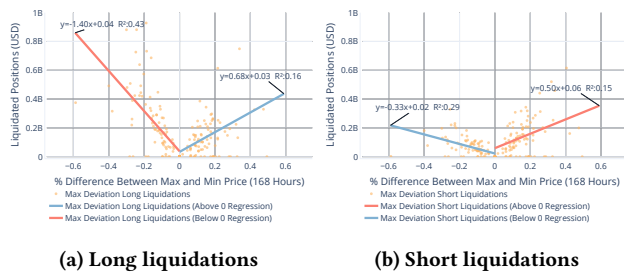 1B
0.8B
0.6B
0.4B
0.2B
0
Liquidated Positions (USD)
y=-1.40x+0.04 R²:0.43
0.68x+0.03 R²:0.16
−0.6
−0.4
−0.2
0
0.2
0.4
0.6
% Difference Between Max and Min Price (168 Hours)
Max Deviation Long Liquidations
Max Deviation Long Liquidations (Above 0 Regression)
Max Deviation Long Liquidations (Below 0 Regression)
(a) Long liquidations
1B
0.8B
0.6B
0.4B
0.2B
0
Liquidated Positions (USD)
y=-0.33x+0.02 R²:0.29
0.50x+0.06 R²:0.15
−0.6
−0.4
−0.2
0
0.2
0.4
0.6
% Difference Between Max and Min Price (168 Hours)
Max Deviation Short Liquidations
Max Deviation Short Liquidations (Above 0 Regression)
Max Deviation Short Liquidations (Below 0 Regression)
(b) Short liquidations